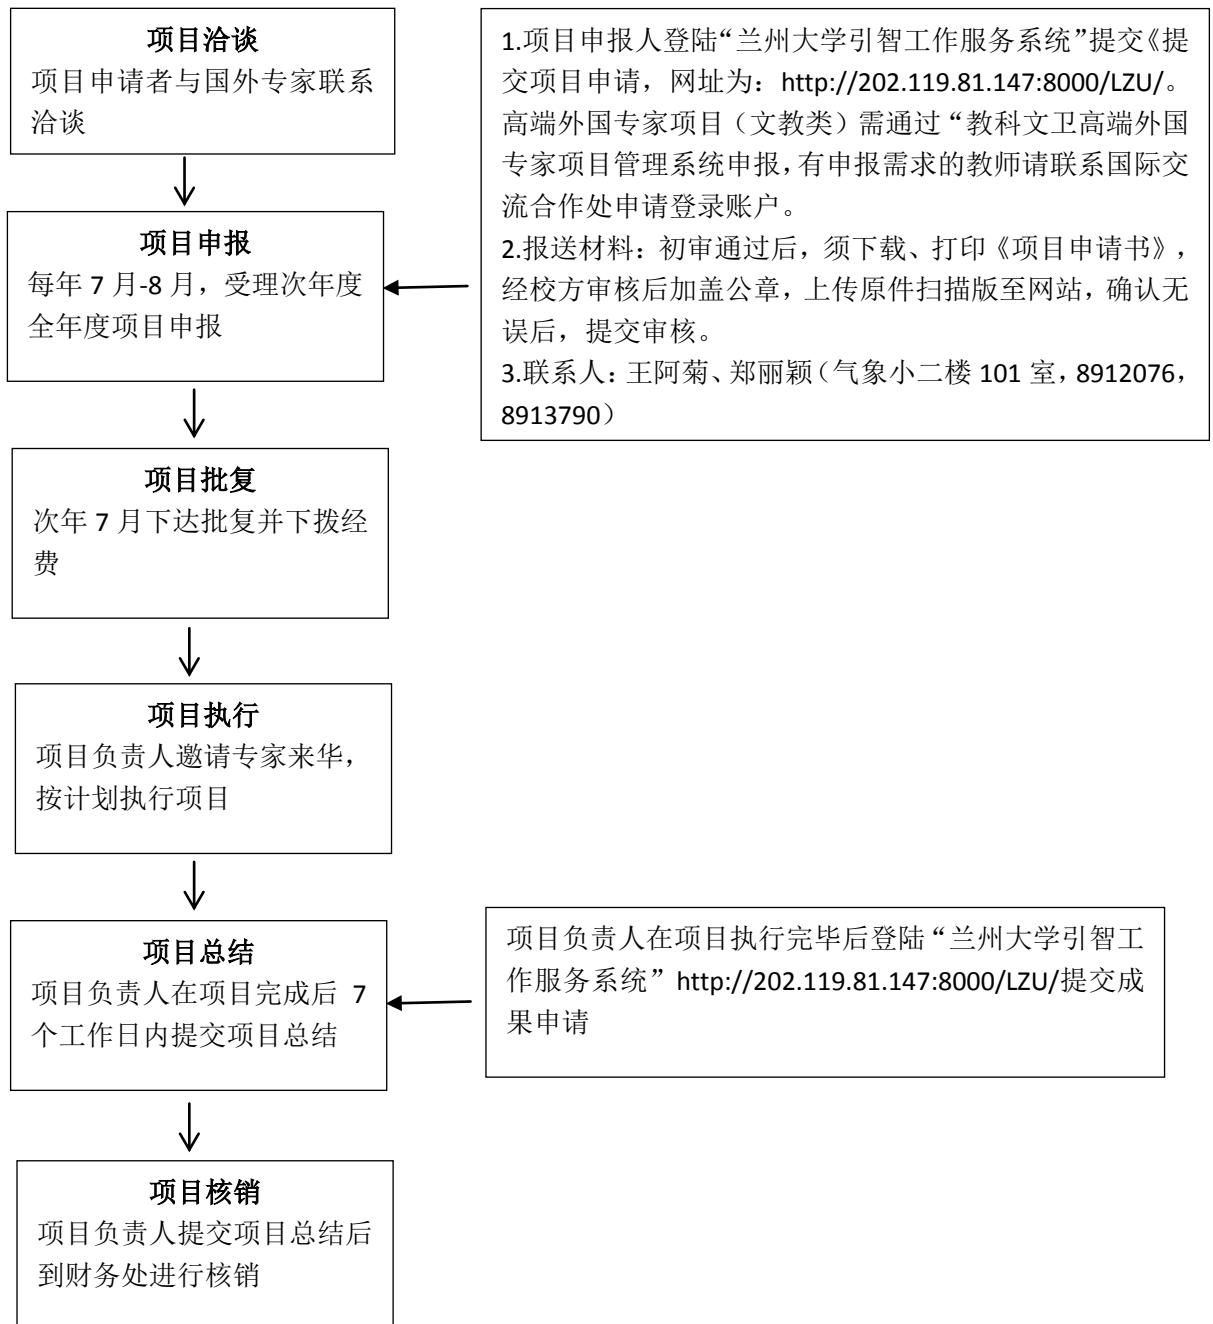 项目洽谈
项目申请者与国外专家联系
洽谈
1.项目申报人登陆“兰州大学引智工作服务系统”提交《提
交项目申请，网址为：http://202.119.81.147:8000/LZU/。
高端外国专家项目（文教类）需通过“教科文卫高端外国
专家项目管理系统申报，有申报需求的教师请联系国际交
流合作处申请登录账户。
2.报送材料：初审通过后，须下载、打印《项目申请书》，
经校方审核后加盖公章，上传原件扫描版至网站，确认无
误后，提交审核。
3.联系人：王阿菊、郑丽颖（气象小二楼 101 室，8912076，
8913790）
项目申报
每年 7 月-8 月，受理次年度
全年度项目申报
项目批复
次年 7 月下达批复并下拨经
费
项目执行
项目负责人邀请专家来华，
按计划执行项目
项目总结
项目负责人在项目完成后 7
个工作日内提交项目总结
项目负责人在项目执行完毕后登陆“兰州大学引智工
作服务系统”http://202.119.81.147:8000/LZU/提交成
果申请
项目核销
项目负责人提交项目总结后
到财务处进行核销